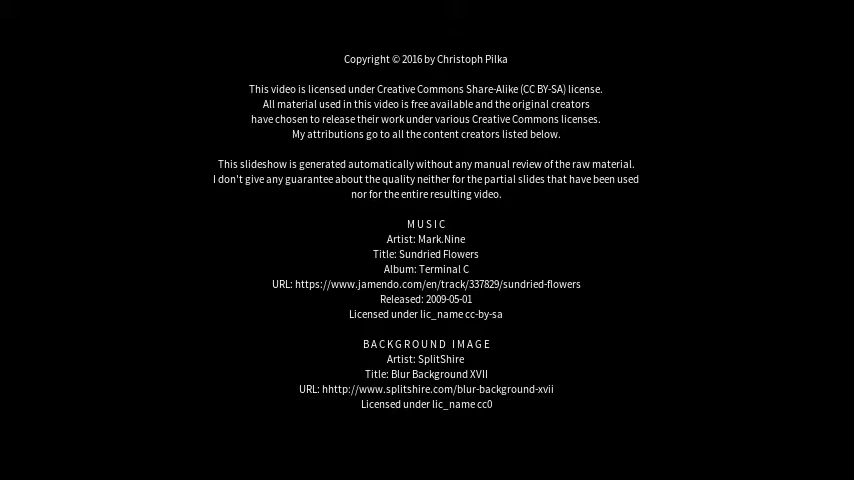 Copyright © 2016 by Christoph Pilka
This video is licensed under Creative Commons Share-Alike (CC BY-SA) license.
All material used in this video is free available and the original creators
have chosen to release their work under various Creative Commons licenses.
My attributions go to all the content creators listed below.
This slideshow is generated automatically without any manual review of the raw material.
I don't give any guarantee about the quality neither for the partial slides that have been used
nor for the entire resulting video.
MUSIC
Artist: Mark.Nine
Title: Sundried Flowers
Album: Terminal C
URL: https://www.jamendo.com/en/track/337829/sundried-flowers
Released: 2009-05-01
Licensed under lic_name cc-by-sa
BACKGROUND IMAGE
Artist: SplitShire
Title: Blur Background XVII
URL: hhttp://www.splitshire.com/blur-background-xvii
Licensed under lic_name cc0